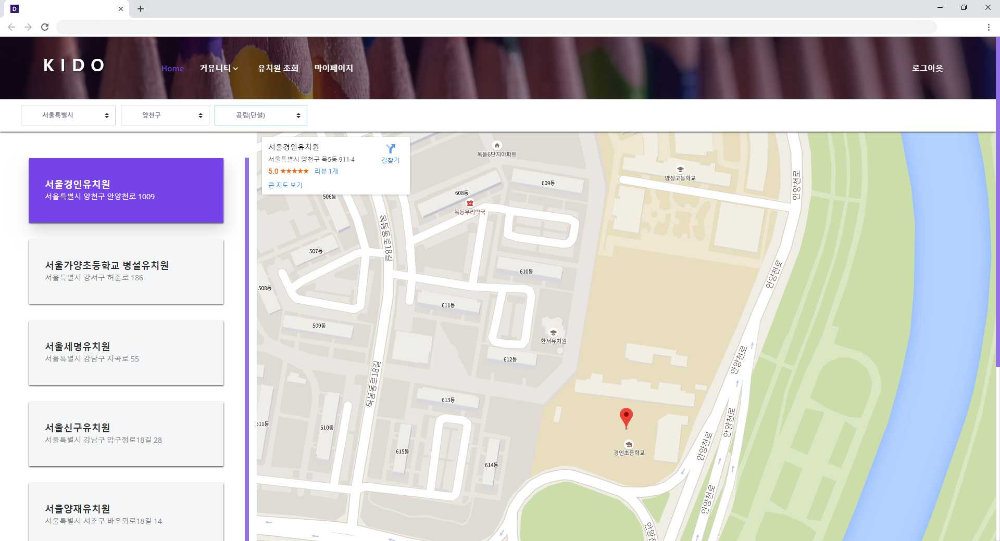 D
KIDO
Home 커뮤니티 유치원 조회 마이페이지 로그아웃
서울특별시 양천구 공립(단설)
서울경인유치원
서울특별시 양천구 안양천로 1009
서울가양초등학교 병설유치원
서울특별시 강서구 허준로 186
서울세명유치원
서울특별시 강남구 자곡로 55
서울신구유치원
서울특별시 강남구 압구정로18길 28
서울양재유치원
서울특별시 서초구 바우뫼로18길 14
서울경인유치원
서울특별시 양천구 목5동 911-4
5.0 ★★★★★ 리뷰 1개
큰 지도 보기
길찾기
목동6단지아파트
양정고등학교
609동
608동
506동
목동우리약국
안양천로
목동동로18길
507동
610동
안양천로
508동
611동
509동
한서유치원
612동
안양천로
목동동로18길
613동
511동
510동
안양천로
안양천로
615동
경인초등학교
614동
안양천로
안양천